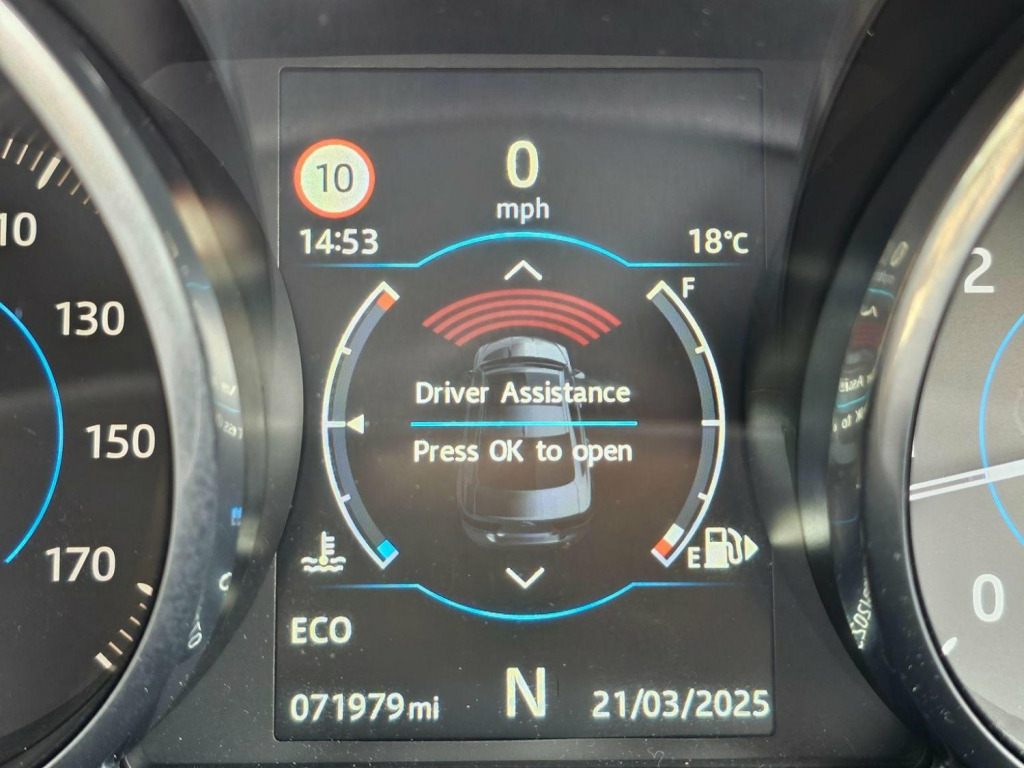 10
0
mph
14:53
18°c
F
Driver Assistance
Press OK to open
E
ECO
071979mi
N
21/03/2025
130
150
170
2
0